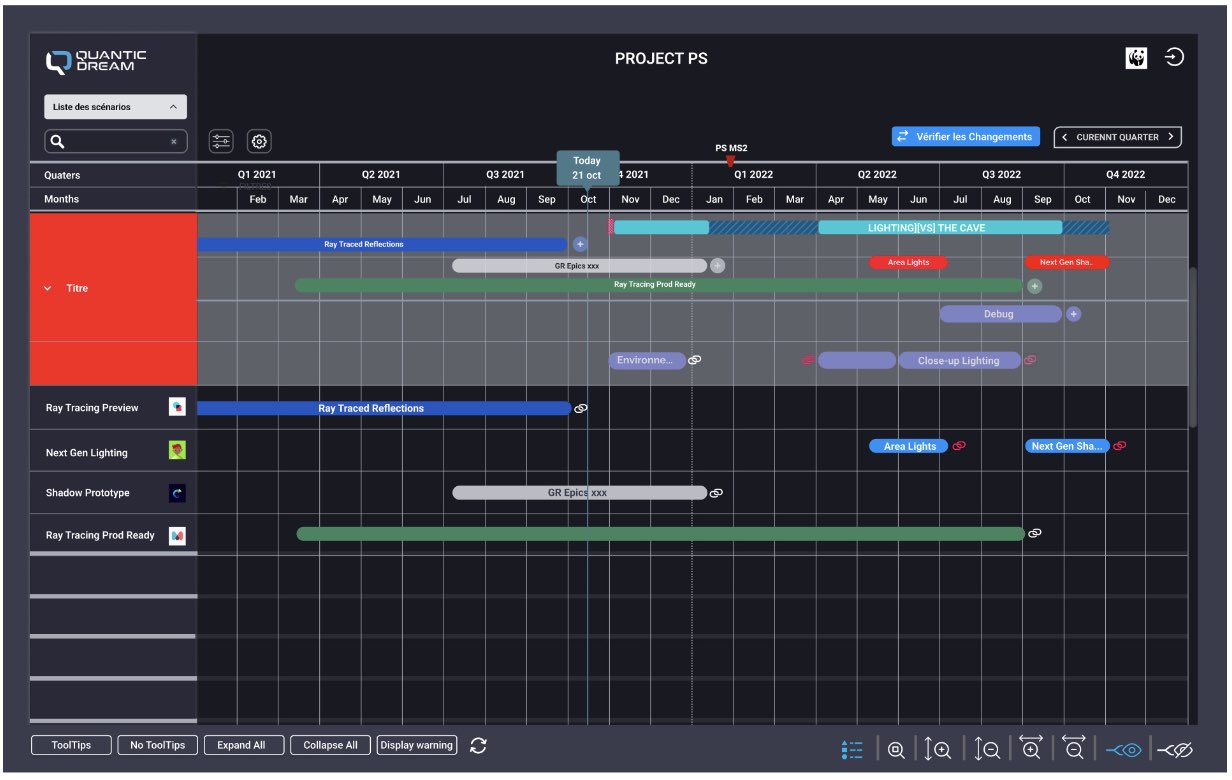 QUANTIC
DREAM
PROJECT PS
Liste des scénarios
Vérifier les Changements
CURENNT QUARTER
PS MS2
Today
21 oct
Quaters
Q1 2021
Q2 2021
Q3 2021
4 2021
Q1 2022
Q2 2022
Q3 2022
Q4 2022
FILTRES
Months
Feb
Mar
Apr
May
Jun
Jul
Aug
Sep
Oct
Nov
Dec
Jan
Feb
Mar
Apr
May
Jun
Jul
Sep
Oct
Nov
Dec
LIGHTING][VS] THE CAVE
Ray Traced Reflections
GR Epics xxx
Area Lights
Next Gen Sha..
Ray Tracing Prod Ready
Titre
Debug
Environne...
Close-up Lighting
Ray Tracing Preview
Ray Traced Reflections
Next Gen Lighting
Area Lights
Next Gen Sha...
Shadow Prototype
GR Epics xxx
Ray Tracing Prod Ready
ToolTips
No ToolTips
Expand All
Collapse All
Display warning